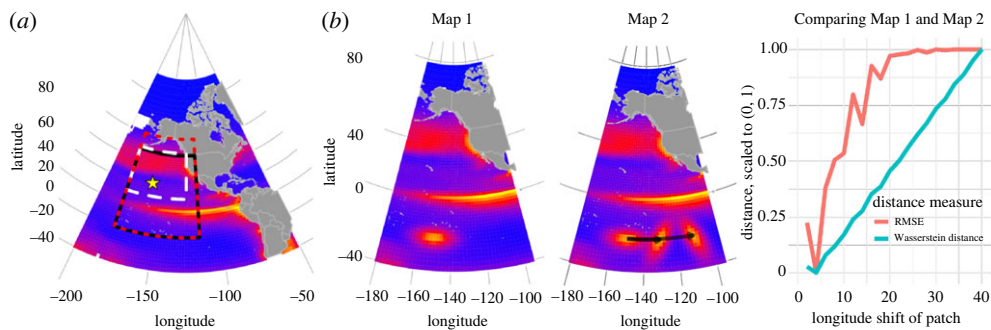 (a)
(b)
Map 1
Map 2
Comparing Map 1 and Map 2
80
60
40
20
0
−20
−40
latitude
−200
−150
−100
−50
longitude
80
40
0
−40
latitude
−180
−160
−140
−120
−100
longitude
−180
−160
−140
−120
−100
longitude
1.00
0.75
0.50
0.25
0
distance, scaled to (0, 1)
distance measure
RMSE
Wasserstein distance
0
10
20
30
40
longitude shift of patch